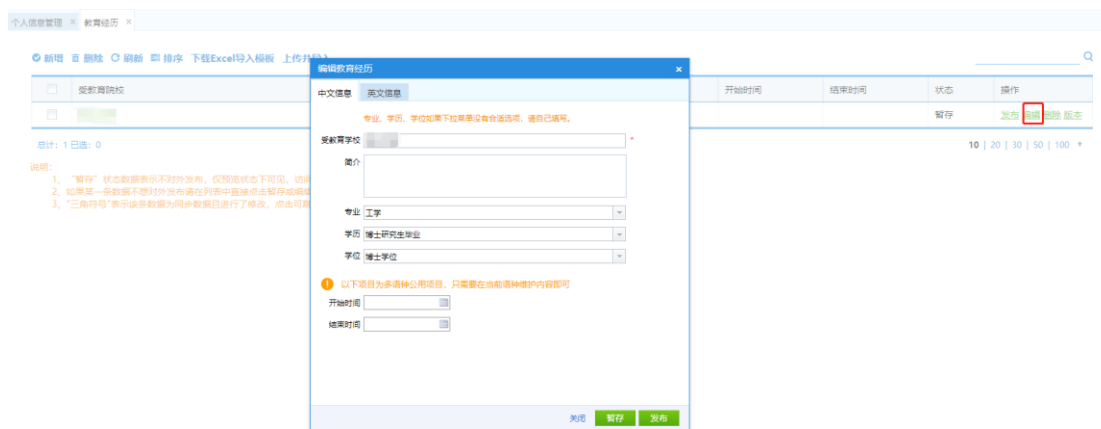 个人信息管理 × 教育经历 ×
新增 删除 刷新 排序 下载Excel导入模版 上传并导入
受教育院校 开始时间 结束时间 状态 操作
暂存 发布 编辑 删除 版本
总计：1 已选：0 10 | 20 | 30 | 50 | 100
说明：
1、 "暂存" 状态数据表示不对外发布，仅预览状态下可见，访问
2、如果某一条数据不想对外发布请在列表中直接点击暂存或编辑
3、"三角符号"表示该条数据为同步数据且进行了修改，点击可
编辑教育经历 ×
中文信息 英文信息
专业、学历、学位如果下拉菜单没有合适选项，请自己填写。
受教育学校 *
简介
专业 工学
学历 博士研究生毕业
学位 博士学位
以下项目为多语种公用项目，只需要在当前语种维护内容即可
开始时间
结束时间
关闭 暂存 发布